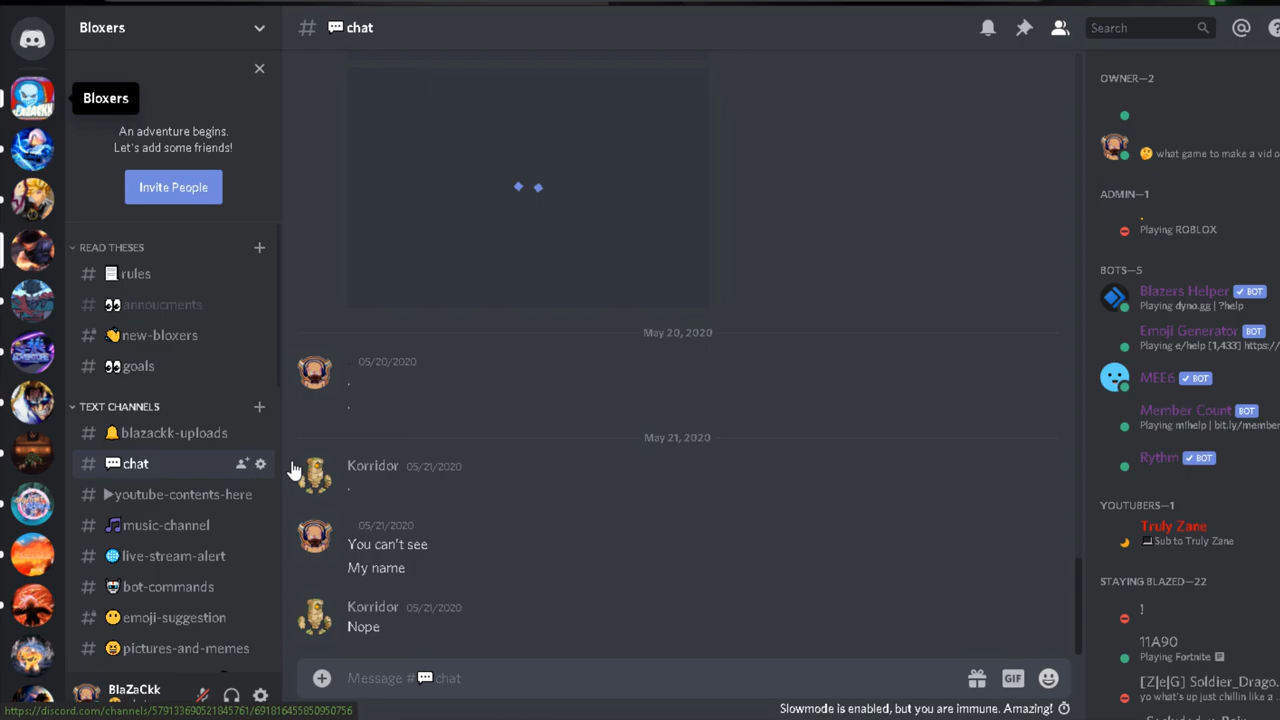 Bloxers
💬chat
Search
Bloxers
An adventure begins.
Let's add some friends!
Invite People
READ THESES
rules
annoucments
new-bloxers
goals
TEXT CHANNELS
blazackk-uploads
chat
youtube-contents-here
music-channel
live-stream-alert
bot-commands
emoji-suggestion
pictures-and-memes
BlaZaCkk
https://discord.com/channels/579133690521845761/691816455850950756
May 20, 2020
05/20/2020
.
.
May 21, 2020
Korridor 05/21/2020
.
05/21/2020
You can't see
My name
Korridor 05/21/2020
Nope
Message #💬chat
GIF
Slowmode is enabled, but you are immune. Amazing!
OWNER—2
🤔 what game to make a vid o
ADMIN—1
Playing ROBLOX
BOTS—5
Blazers Helper ✔ BOT
Playing dyno.gg | ?help
Emoji Generator BOT
Playing e/help [1,433] https://
MEE6 ✔ BOT
Member Count BOT
Playing m!help | bit.ly/member
Rythm ✔ BOT
YOUTUBERS—1
Truly Zane
Sub to Truly Zane
STAYING BLAZED—22
!
11A90
Playing Fortnite
[Z|e|G] Soldier_Drago.
yo what's up just chillin like a